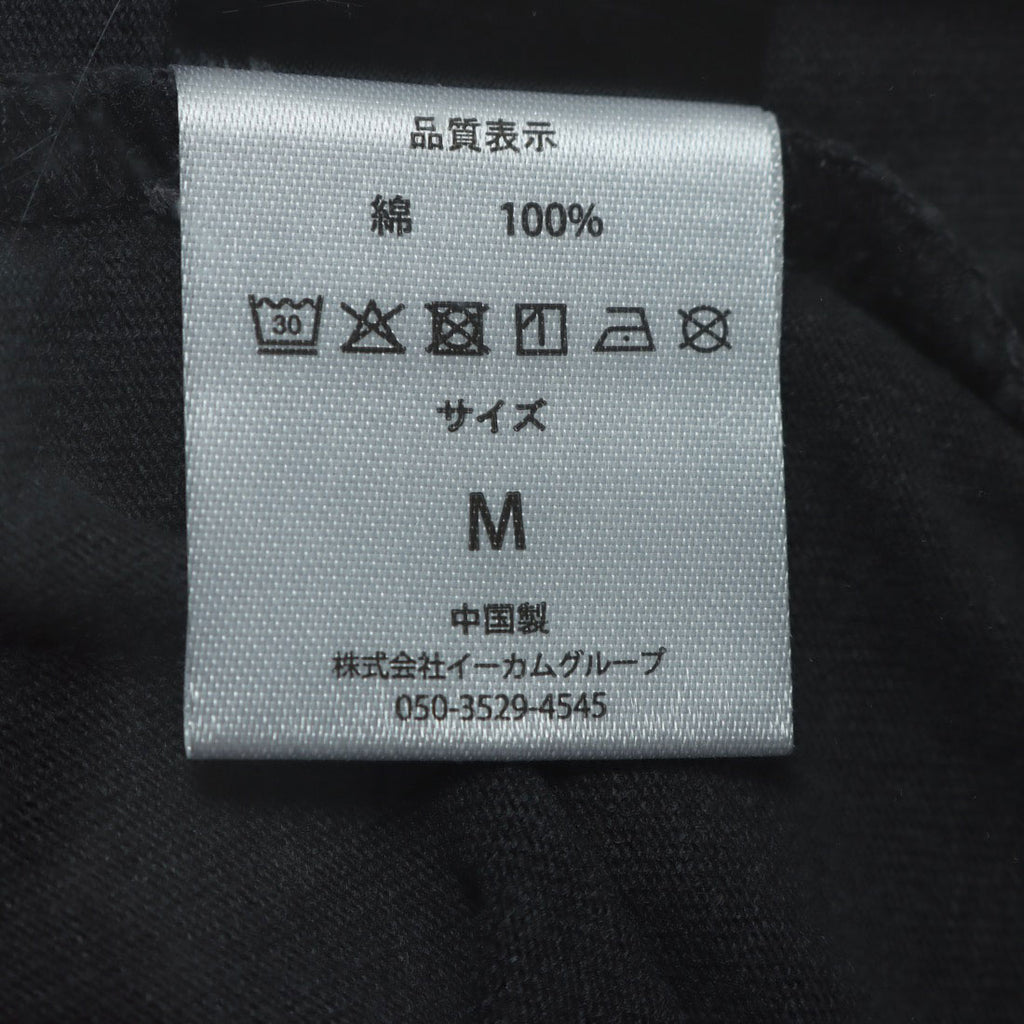 品質表示
綿 100%
30
サイズ
M
中国製
株式会社イーカムグループ
050-3529-4545